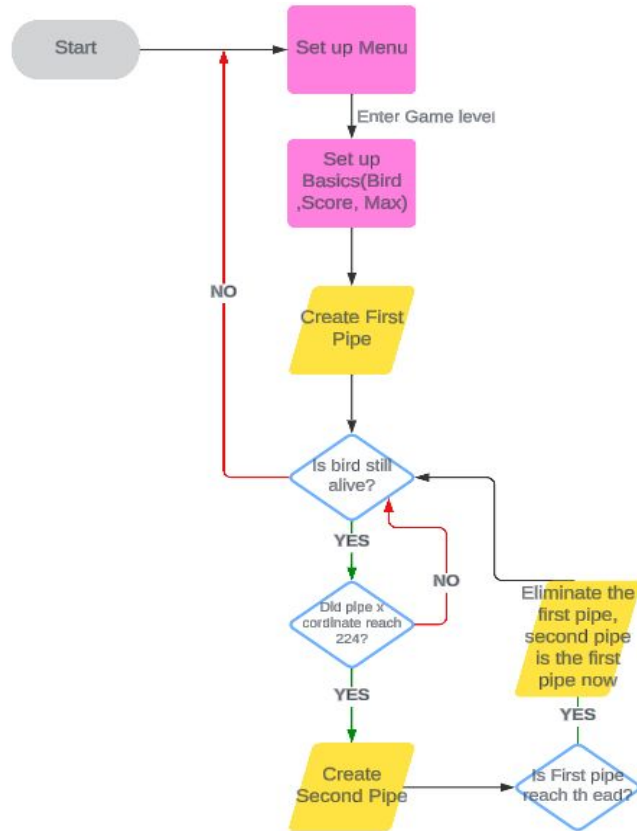 Start
Set up Menu
Enter Game level
Set up
Basics(Bird
,Score, Max)
NO
Create First
Pipe
Is bird still
alive?
YES
NO
Did pipe x
cordinate reach
224?
Eliminate the
first pipe,
second pipe
is the first
pipe now
YES
YES
Create
Second Pipe
Is First pipe
reach th ead?